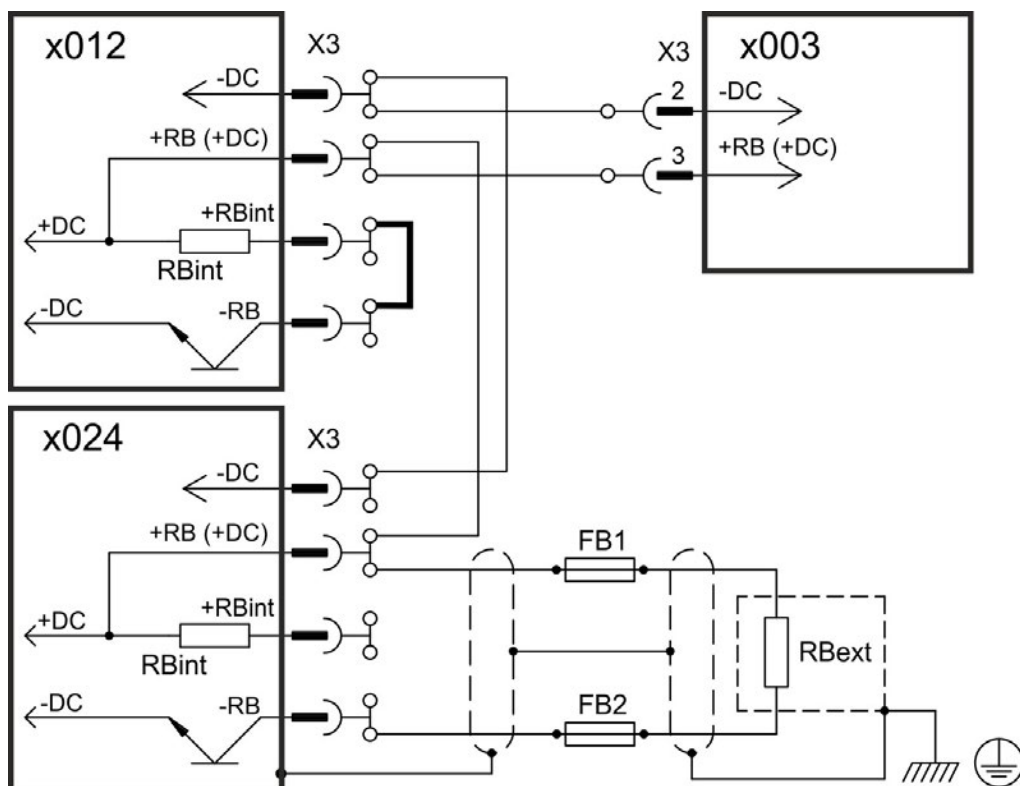 x012
X3
-DC
+RB (+DC)
+RBint
+DC
RBint
-DC
-RB
X3
x003
2
-DC
3
+RB (+DC)
x024
X3
-DC
+RB (+DC)
+RBint
+DC
RBint
-DC
-RB
FB1
RBext
FB2